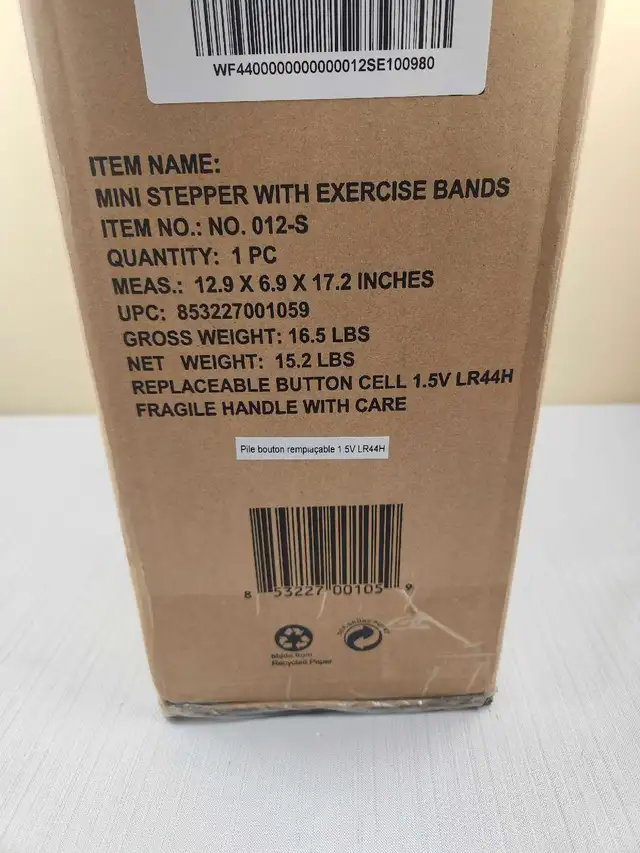 WF4400000000000012SE100980
ITEM NAME:
MINI STEPPER WITH EXERCISE BANDS
ITEM NO.: NO. 012-S
QUANTITY: 1 PC
MEAS.: 12.9 X 6.9 X 17.2 INCHES
UPC: 853227001059
GROSS WEIGHT: 16.5 LBS
NET WEIGHT: 15.2 LBS
REPLACEABLE BUTTON CELL 1.5V LR44H
FRAGILE HANDLE WITH CARE
Pile bouton remplaçable 1.5V LR44H
8 53227 00105 9
Made from
Recycled Paper